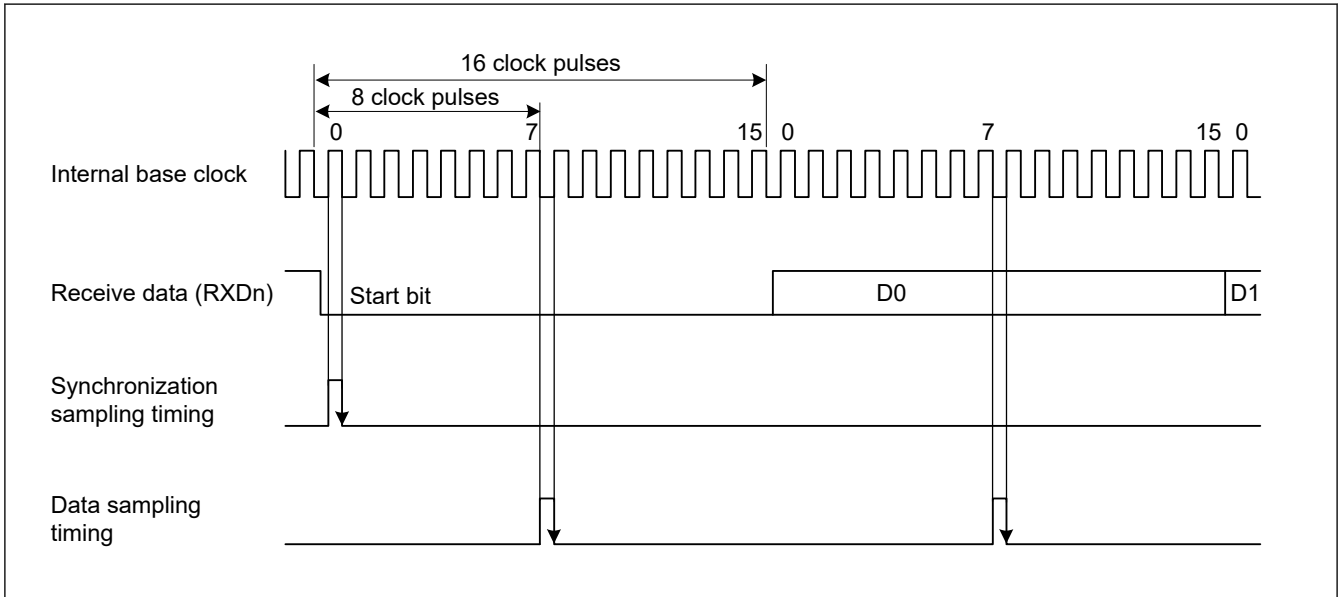 16 clock pulses
8 clock pulses
0 7 15 0 7 15 0
Internal base clock
Receive data (RXDn)
Start bit
D0
D1
Synchronization
sampling timing
Data sampling
timing